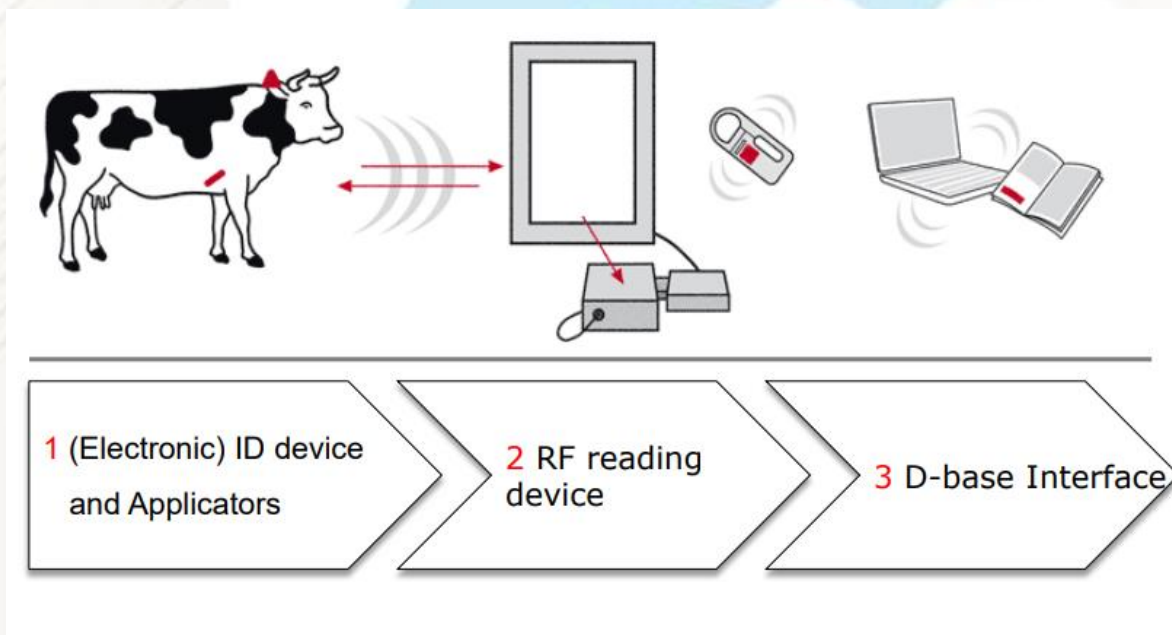 1 (Electronic) ID device
and Applicators
2 RF reading
device
3 D-base Interface